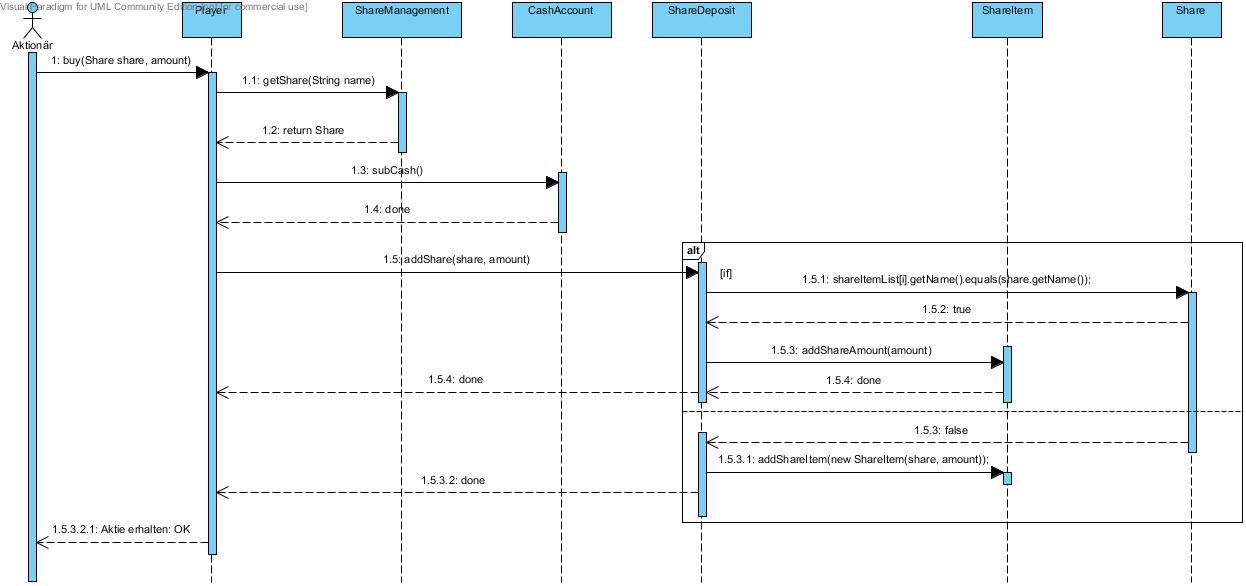 Visual Paradigm for UML Community Edition [not for commercial use]
Player
ShareManagement
CashAccount
ShareDeposit
ShareItem
Share
Aktionär
1: buy(Share share, amount)
1.1: getShare(String name)
1.2: return Share
1.3: subCash()
1.4: done
alt
1.5: addShare(share, amount)
[if]
1.5.1: shareItemList[i].getName().equals(share.getName());
1.5.2: true
1.5.3: addShareAmount(amount)
1.5.4: done
1.5.4: done
1.5.3: false
1.5.3.1: addShareItem(new ShareItem(share, amount));
1.5.3.2: done
1.5.3.2.1: Aktie erhalten: OK